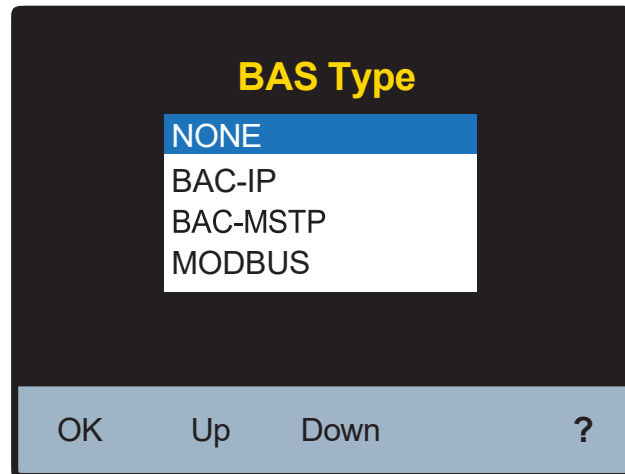 BAS Type
NONE
BAC-IP
BAC-MSTP
MODBUS
OK Up Down ?